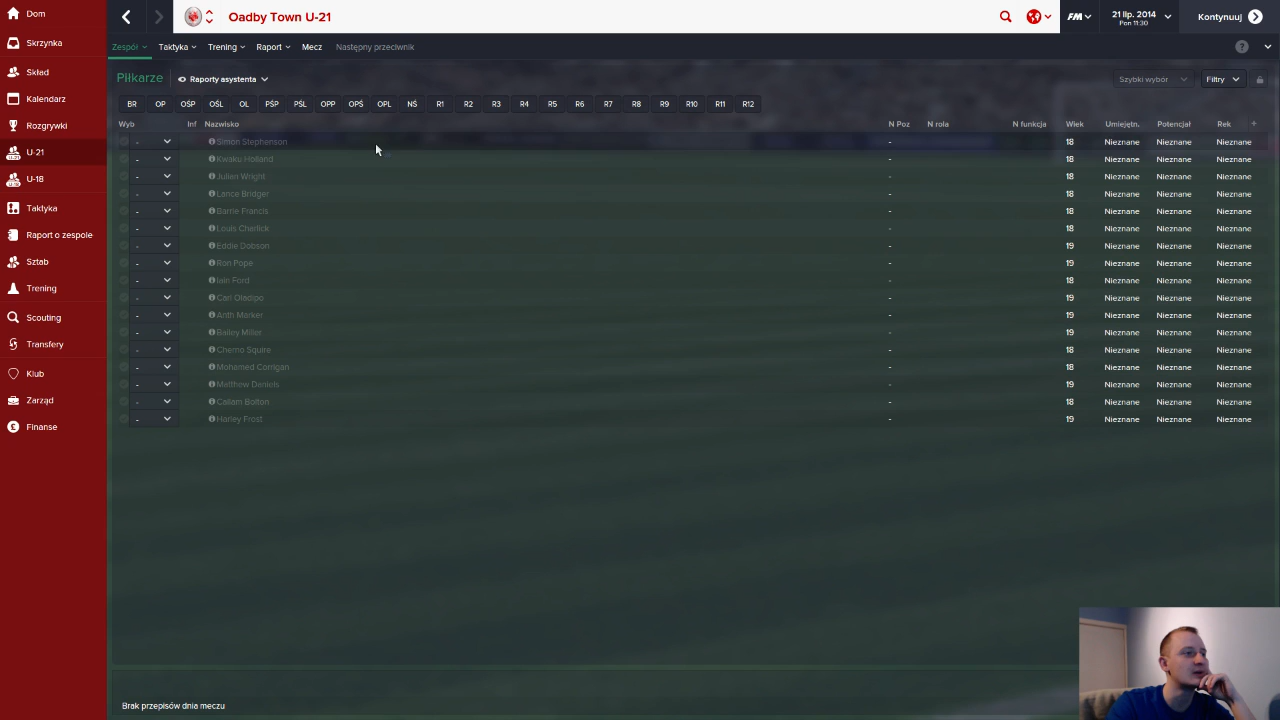 Dom
Skrzynka
Skład
Kalendarz
Rozgrywki
U-21
U-18
Taktyka
Raport o zespole
Sztab
Trening
Scouting
Transfery
Klub
Zarząd
Finanse
Oadby Town U-21
FM
21 lip. 2014
Pon 11:30
Kontynuuj
Zespół Taktyka Trening Raport Mecz Następny przeciwnik
Piłkarze Raporty asystenta Szybki wybór Filtry
BR OP OŚP OŚL OL PŚP PŚL OPP OPŚ OPL NŚ R1 R2 R3 R4 R5 R6 R7 R8 R9 R10 R11 R12
Wyb Inf Nazwisko N Poz N rola N funkcja Wiek Umiejętn. Potencjał Rek +
- Simon Stephenson - 18 Nieznane Nieznane Nieznane
- Kwaku Holland - 18 Nieznane Nieznane Nieznane
- Julien Wright - 18 Nieznane Nieznane Nieznane
- Lance Bridger - 18 Nieznane Nieznane Nieznane
- Barrie Francis - 18 Nieznane Nieznane Nieznane
- Louis Charlick - 18 Nieznane Nieznane Nieznane
- Eddie Dobson - 19 Nieznane Nieznane Nieznane
- Ron Pope - 19 Nieznane Nieznane Nieznane
- Iain Ford - 18 Nieznane Nieznane Nieznane
- Carl Oladipo - 19 Nieznane Nieznane Nieznane
- Anth Marker - 19 Nieznane Nieznane Nieznane
- Bailey Miller - 19 Nieznane Nieznane Nieznane
- Cherno Squire - 18 Nieznane Nieznane Nieznane
- Mohamed Corrigan - 18 Nieznane Nieznane Nieznane
- Matthew Daniels - 19 Nieznane Nieznane Nieznane
- Callam Bolton - 18 Nieznane Nieznane Nieznane
- Harley Frost - 19 Nieznane Nieznane Nieznane
Brak przepisów dnia meczu